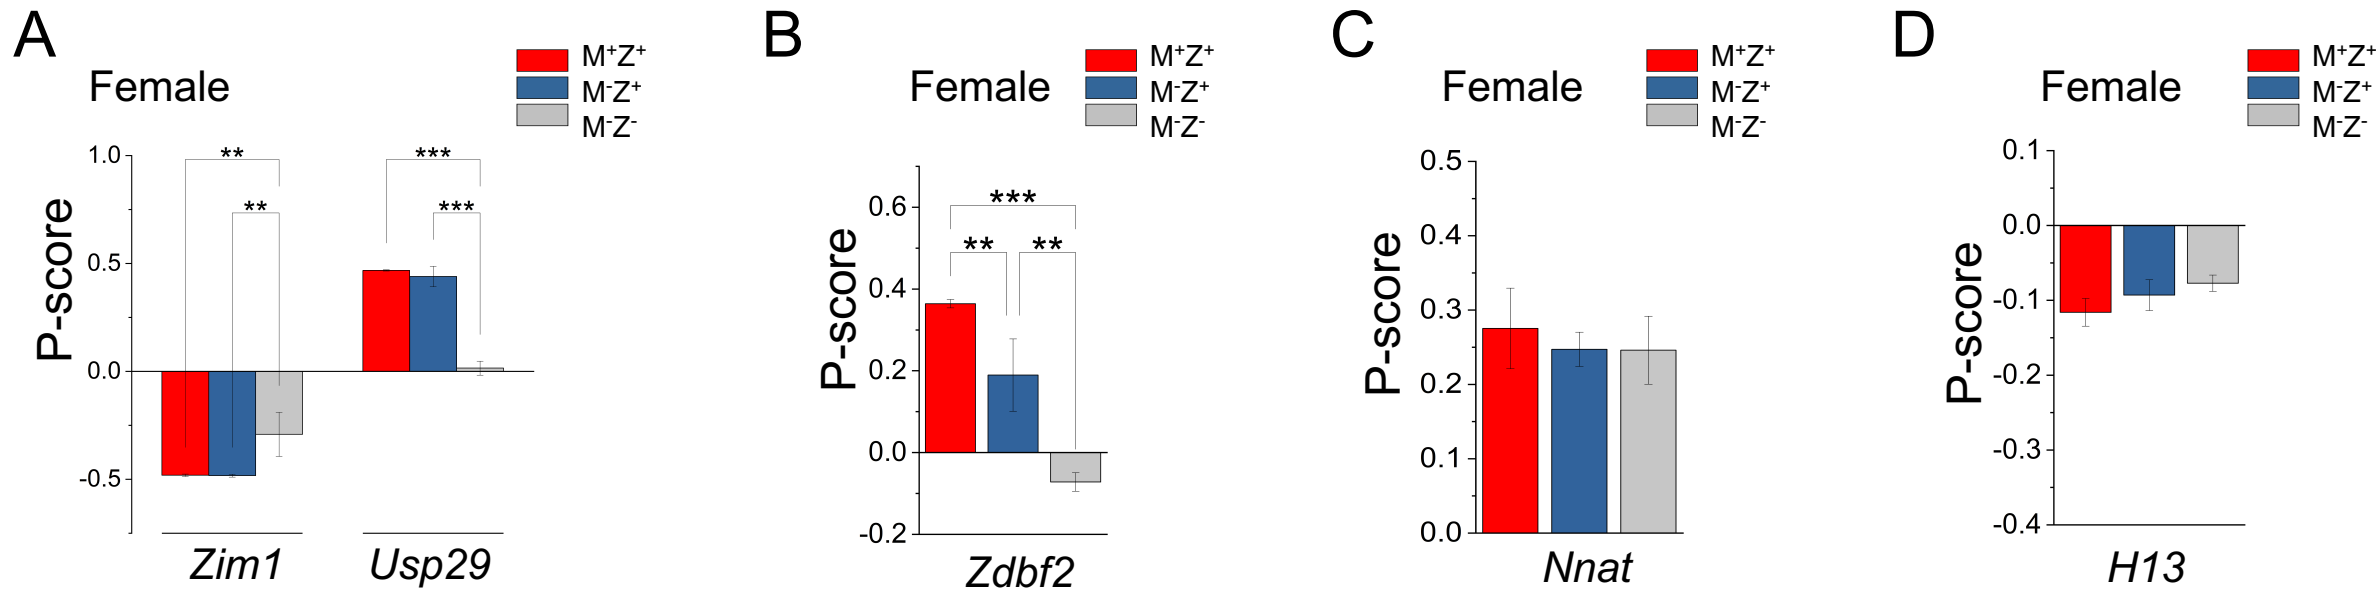 A
Female
M⁺Z⁺
M⁻Z⁺
M⁻Z⁻
P-score
1.0
0.5
0.0
-0.5
**
**
***
***
Zim1
Usp29
B
Female
M⁺Z⁺
M⁻Z⁺
M⁻Z⁻
P-score
0.6
0.4
0.2
0.0
-0.2
***
**
**
Zdbf2
C
Female
M⁺Z⁺
M⁻Z⁺
M⁻Z⁻
P-score
0.5
0.4
0.3
0.2
0.1
0.0
Nnat
D
Female
M⁺Z⁺
M⁻Z⁺
M⁻Z⁻
P-score
0.1
0.0
-0.1
-0.2
-0.3
-0.4
H13